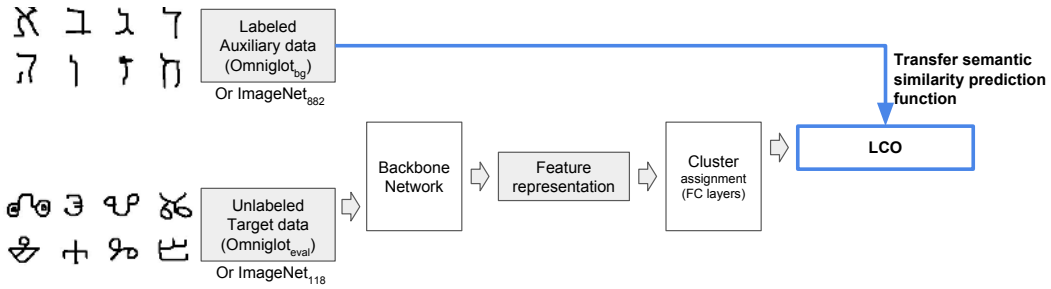 א ב ג ד
ה ו ז ח
Labeled
Auxiliary data
(Omniglot_bg)
Or ImageNet_882
Transfer semantic
similarity prediction
function
LCO
Backbone
Network
Feature
representation
Cluster
assignment
(FC layers)
Unlabeled
Target data
(Omniglot_eval)
Or ImageNet_118